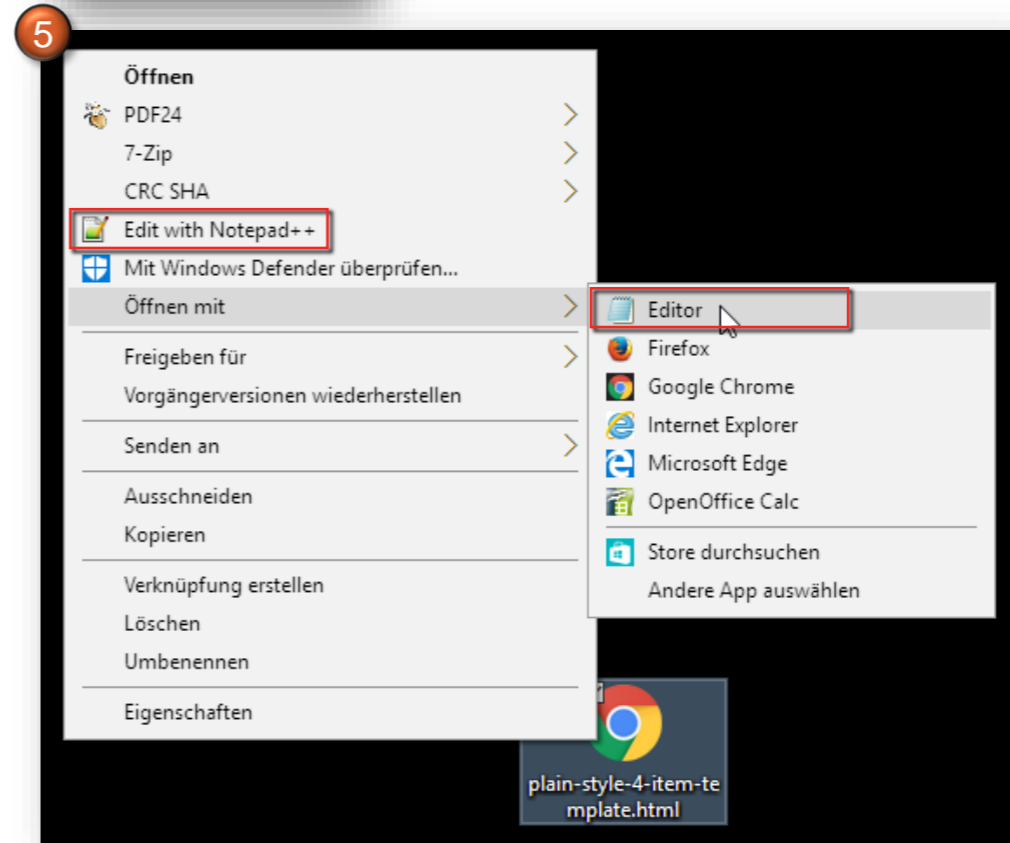 5
Öffnen
PDF24
7-Zip
CRC SHA
Edit with Notepad++
Mit Windows Defender überprüfen...
Öffnen mit
Freigeben für
Vorgängerversionen wiederherstellen
Senden an
Ausschneiden
Kopieren
Verknüpfung erstellen
Löschen
Umbenennen
Eigenschaften
Editor
Firefox
Google Chrome
Internet Explorer
Microsoft Edge
OpenOffice Calc
Store durchsuchen
Andere App auswählen
plain-style-4-item-te
mplate.html